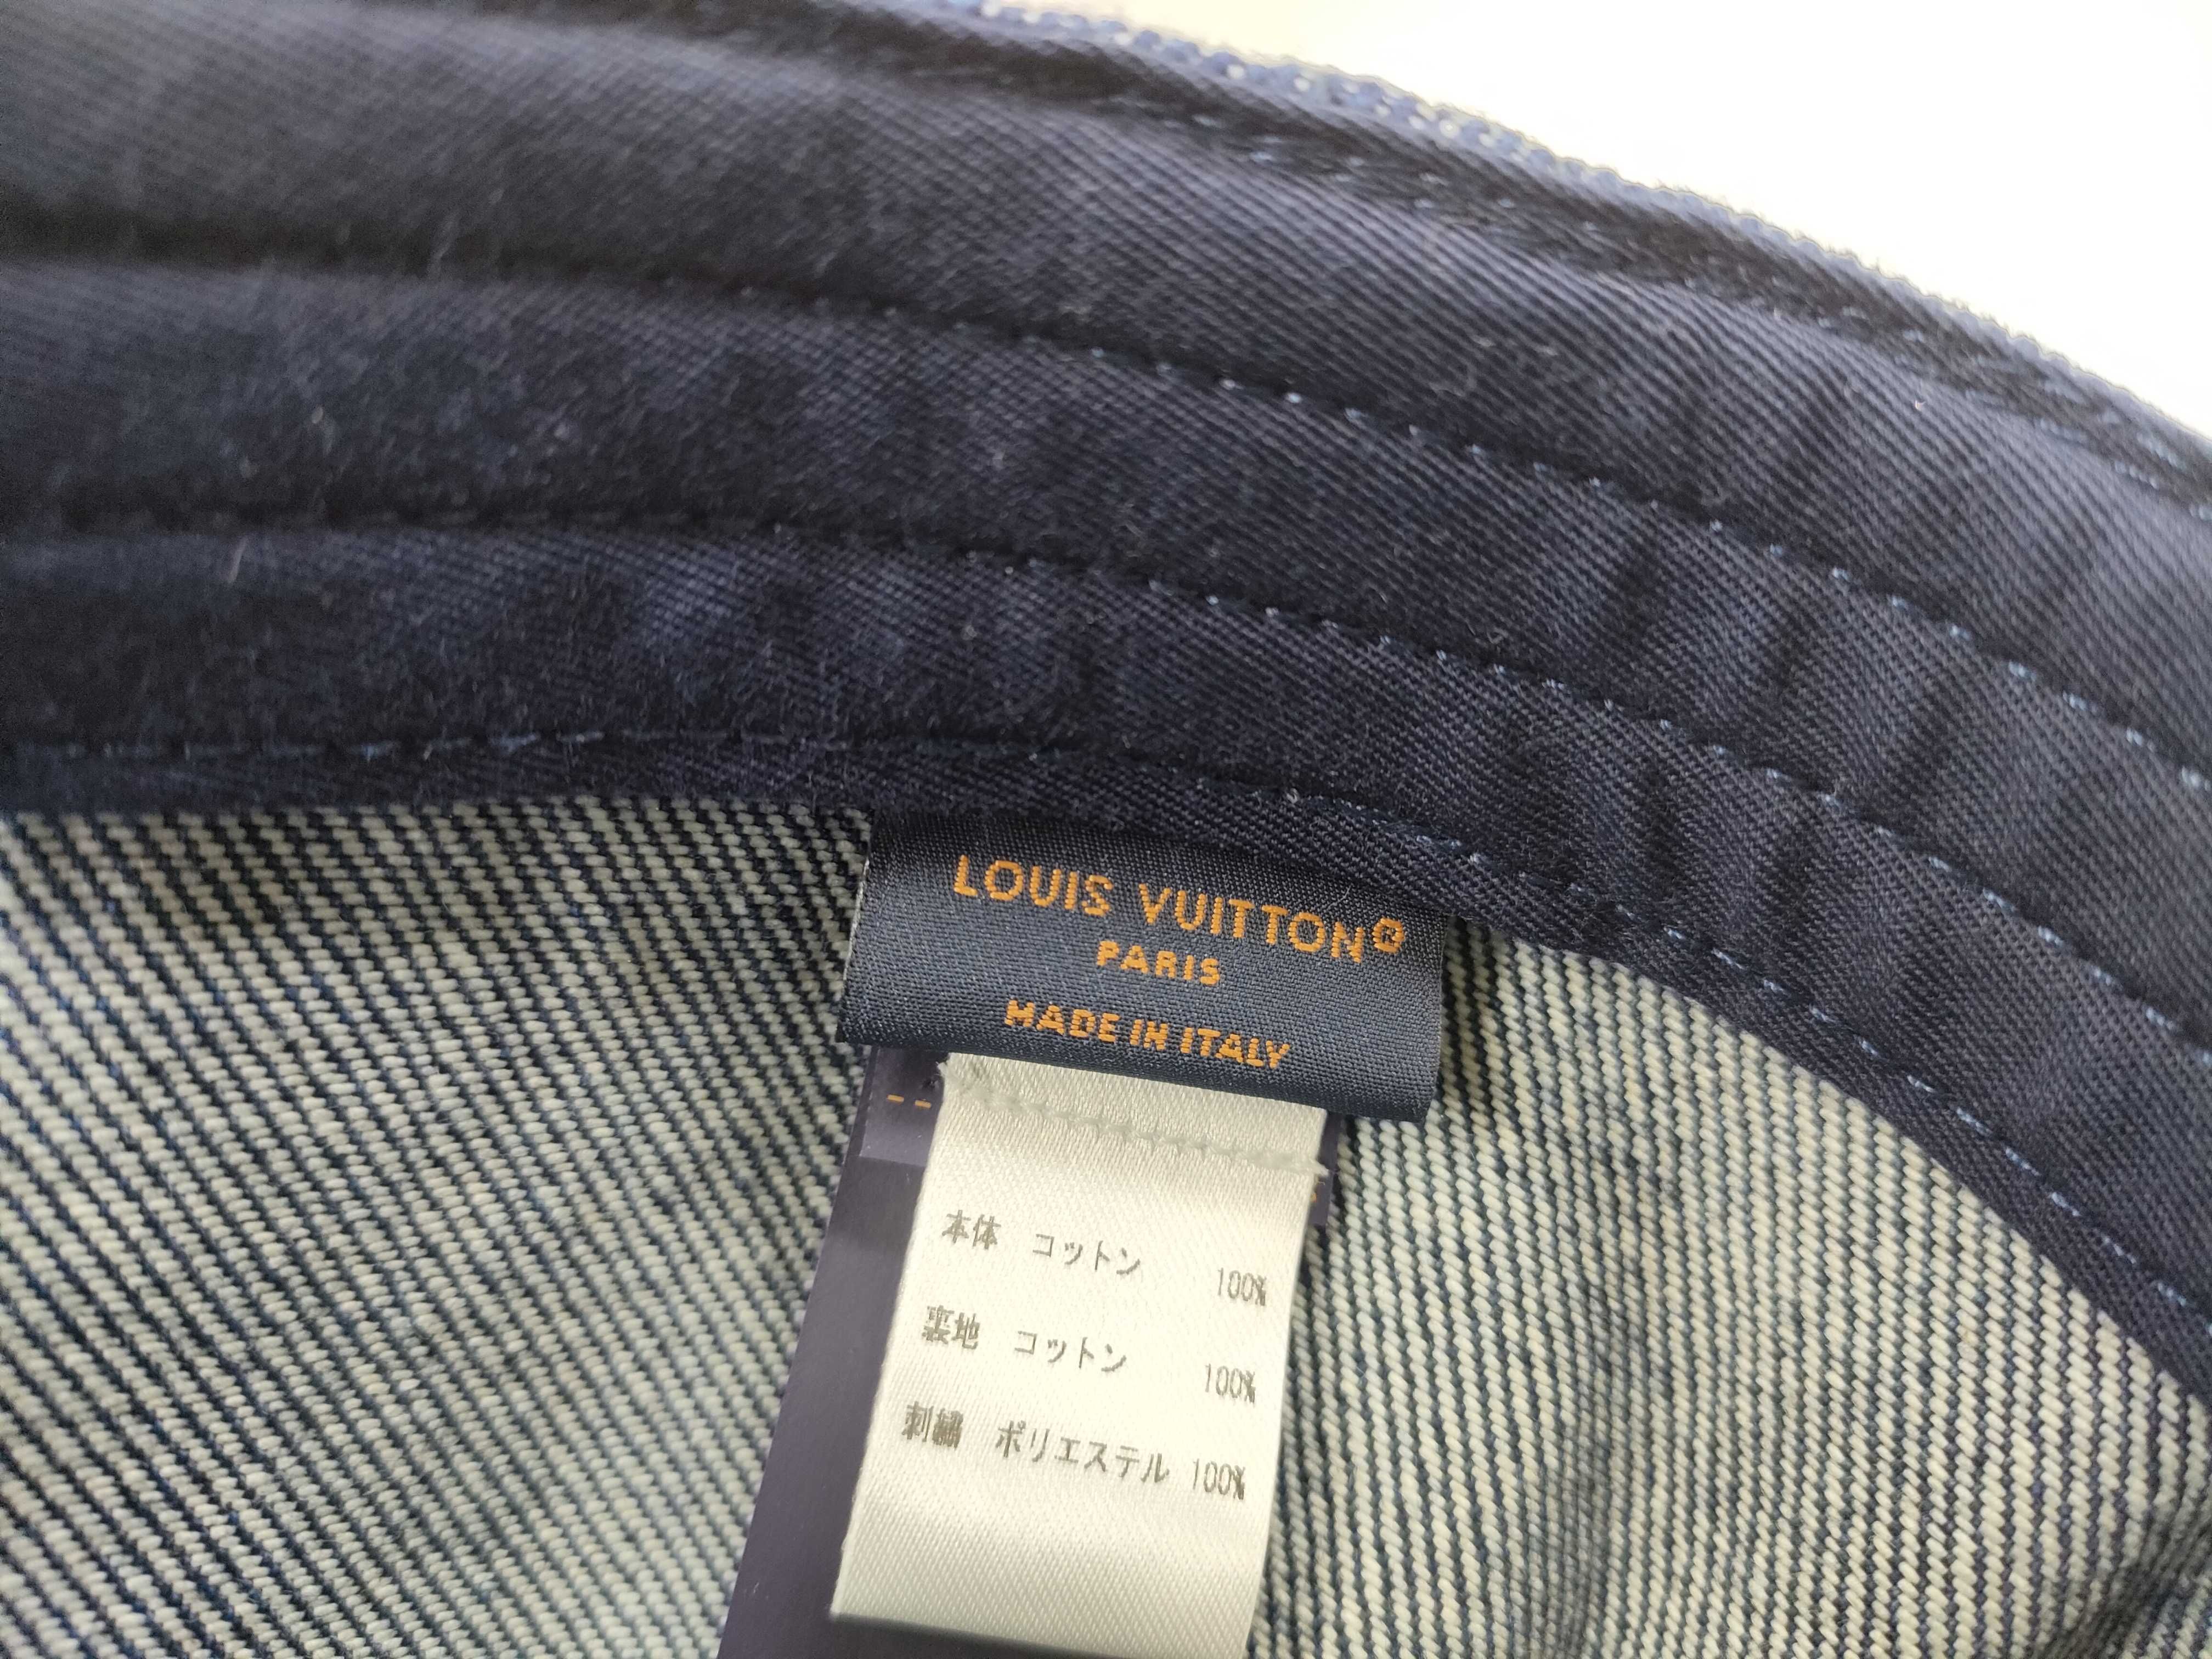 LOUIS VUITTON®
PARIS
MADE IN ITALY
本体 コットン 100%
裏地 コットン 100%
刺繍 ポリエステル 100%